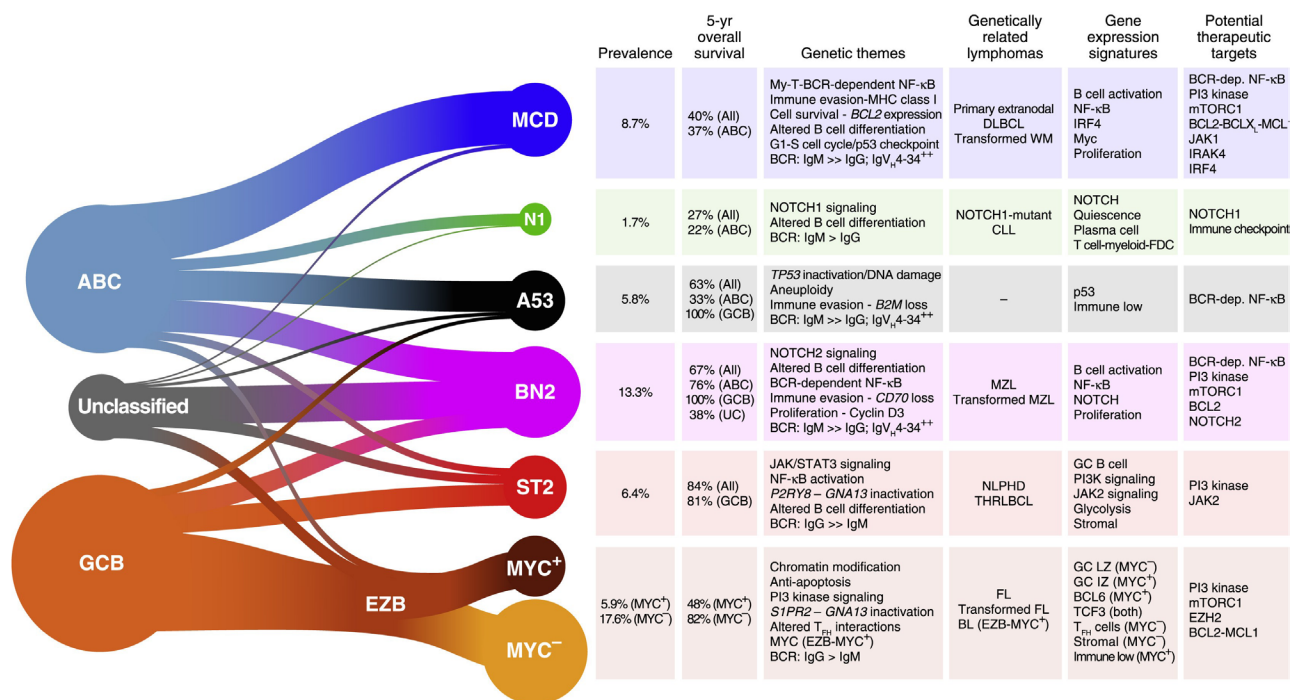 5-yr
overall
survival
Prevalence
Genetic themes
Genetically
related
lymphomas
Gene
expression
signatures
Potential
therapeutic
targets
ABC
Unclassified
GCB
EZB
MCD
8.7%
40% (All)
37% (ABC)
My-T-BCR-dependent NF-κB
Immune evasion-MHC class I
Cell survival - BCL2 expression
Altered B cell differentiation
G1-S cell cycle/p53 checkpoint
BCR: IgM >> IgG; IgV_H4-34⁺⁺
Primary extranodal
DLBCL
Transformed WM
B cell activation
NF-κB
IRF4
Myc
Proliferation
BCR-dep. NF-κB
PI3 kinase
mTORC1
BCL2-BCLX_L-MCL
JAK1
IRAK4
IRF4
N1
1.7%
27% (All)
22% (ABC)
NOTCH1 signaling
Altered B cell differentiation
BCR: IgM > IgG
NOTCH1-mutant
CLL
NOTCH
Quiescence
Plasma cell
T cell-myeloid-FDC
NOTCH1
Immune checkpoint
A53
5.8%
63% (All)
33% (ABC)
100% (GCB)
TP53 inactivation/DNA damage
Aneuploidy
Immune evasion - B2M loss
BCR: IgM >> IgG; IgV_H4-34⁺⁺
–
p53
Immune low
BCR-dep. NF-κB
BN2
13.3%
67% (All)
76% (ABC)
100% (GCB)
38% (UC)
NOTCH2 signaling
Altered B cell differentiation
BCR-dependent NF-κB
Immune evasion - CD70 loss
Proliferation - Cyclin D3
BCR: IgM >> IgG; IgV_H4-34⁺⁺
MZL
Transformed MZL
B cell activation
NF-κB
NOTCH
Proliferation
BCR-dep. NF-κB
PI3 kinase
mTORC1
BCL2
NOTCH2
ST2
6.4%
84% (All)
81% (GCB)
JAK/STAT3 signaling
NF-κB activation
P2RY8 – GNA13 inactivation
Altered B cell differentiation
BCR: IgG >> IgM
NLPHD
THRLBCL
GC B cell
PI3K signaling
JAK2 signaling
Glycolysis
Stromal
PI3 kinase
JAK2
MYC⁺
MYC⁻
5.9% (MYC⁺)
17.6% (MYC⁻)
48% (MYC⁺)
82% (MYC⁻)
Chromatin modification
Anti-apoptosis
PI3 kinase signaling
S1PR2 – GNA13 inactivation
Altered T_FH interactions
MYC (EZB-MYC⁺)
BCR: IgG > IgM
FL
Transformed FL
BL (EZB-MYC⁺)
GC LZ (MYC⁻)
GC IZ (MYC⁺)
BCL6 (MYC⁺)
TCF3 (both)
T_FH cells (MYC⁻)
Stromal (MYC⁻)
Immune low (MYC⁺)
PI3 kinase
mTORC1
EZH2
BCL2-MCL1